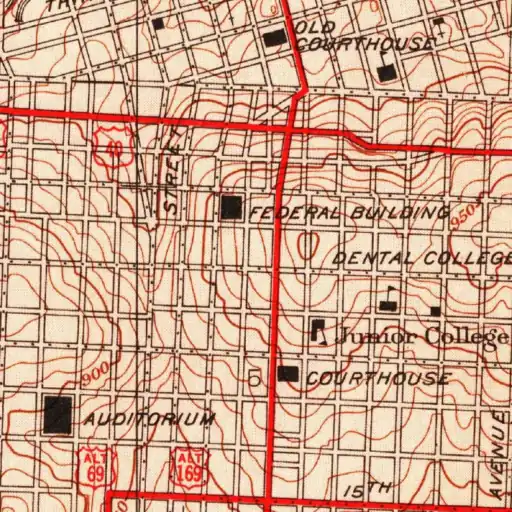 OLD
COURTHOUSE
40
STREET
FEDERAL BUILDING
950
DENTAL COLLEGE
Junior College
COURTHOUSE
900
AUDITORIUM
ALT
69
ALT
169
15TH
AVENUE